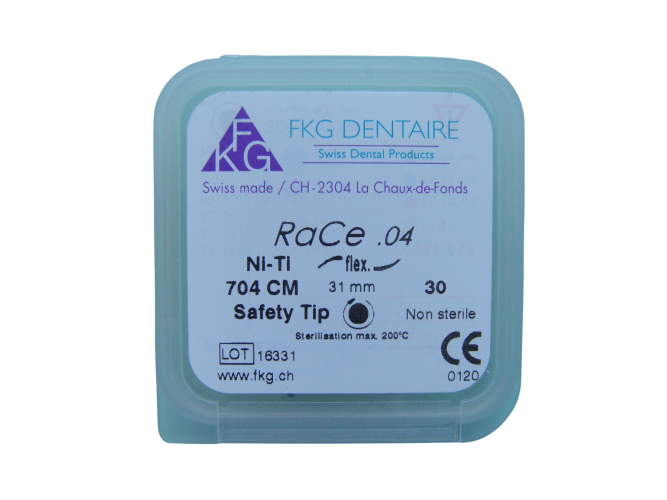 FKG
FKG DENTAIRE
Swiss Dental Products
Swiss made / CH-2304 La Chaux-de-Fonds
RaCe .04
Ni-Ti flex.
704 CM 31 mm 30
Safety Tip Non sterile
Sterilisation max. 200°C
LOT 16331 CE
www.fkg.ch 0120